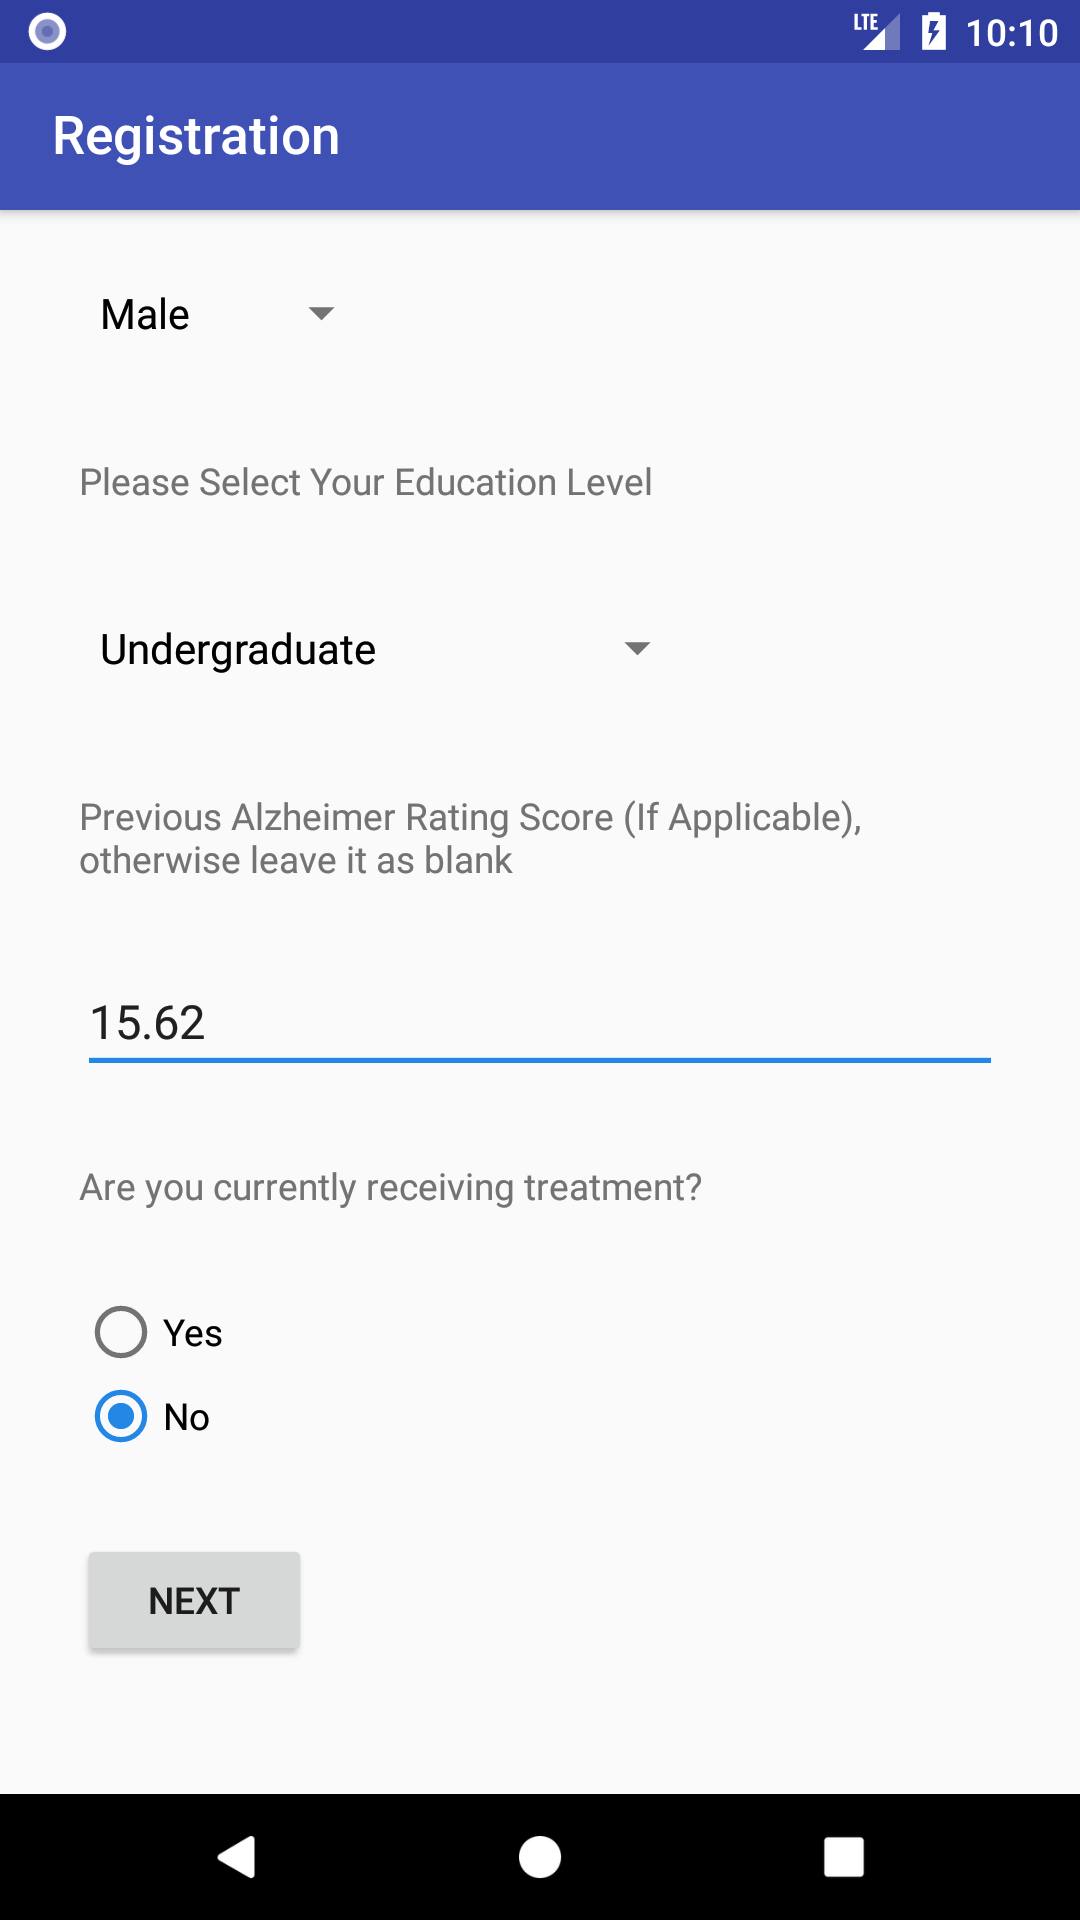 LTE 10:10
Registration
Male
Please Select Your Education Level
Undergraduate
Previous Alzheimer Rating Score (If Applicable),
otherwise leave it as blank
15.62
Are you currently receiving treatment?
Yes
No
NEXT